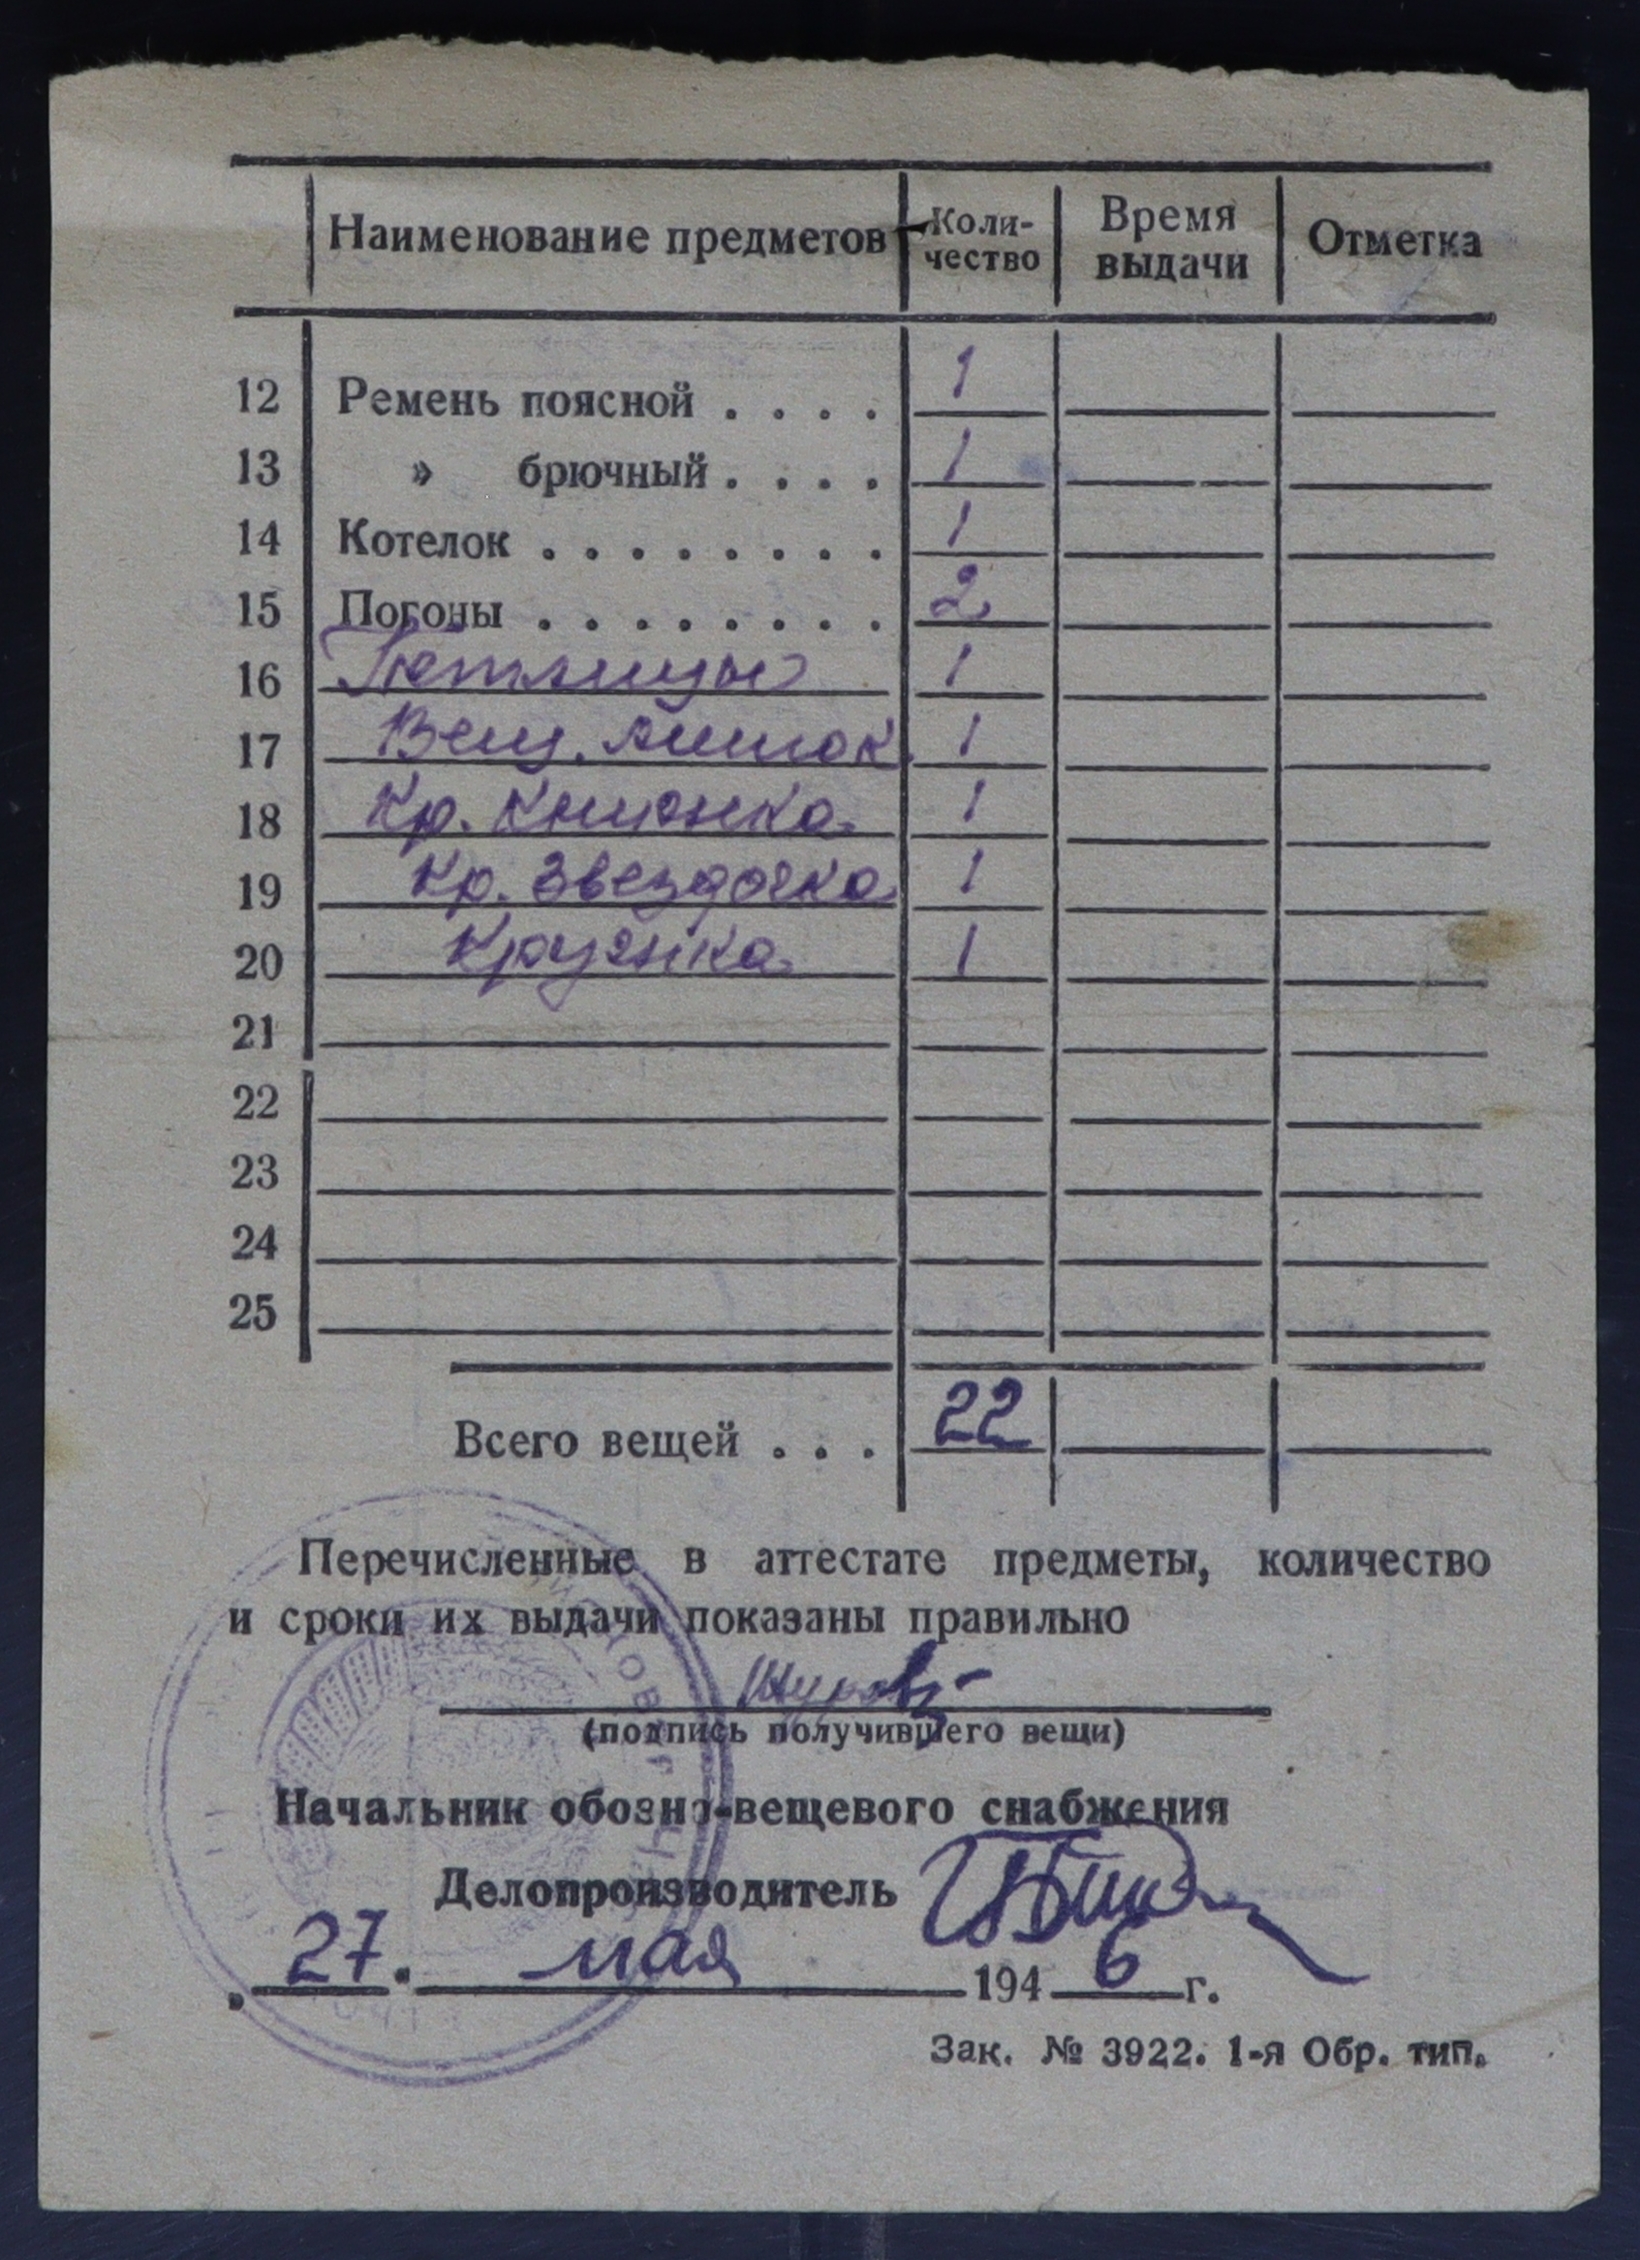 Наименование предметов Коли-чество Время выдачи Отметка
12 Ремень поясной . . . . 1
13 » брючный . . . . 1
14 Котелок . . . . . . . . 1
15 Погоны . . . . . . . . 2
16 Петлицы 1
17 Вещ. мешок 1
18 Кр. Книжка 1
19 Кр. Звездочка 1
20 Кружка 1
21
22
23
24
25
Всего вещей . . . 22
Перечисленные в аттестате предметы, количество
и сроки их выдачи показаны правильно
(подпись получившего вещи)
Начальник обозно-вещевого снабжения
Делопроизводитель
„27. мая 1946 г.
Зак. № 3922. 1-я Обр. тип.